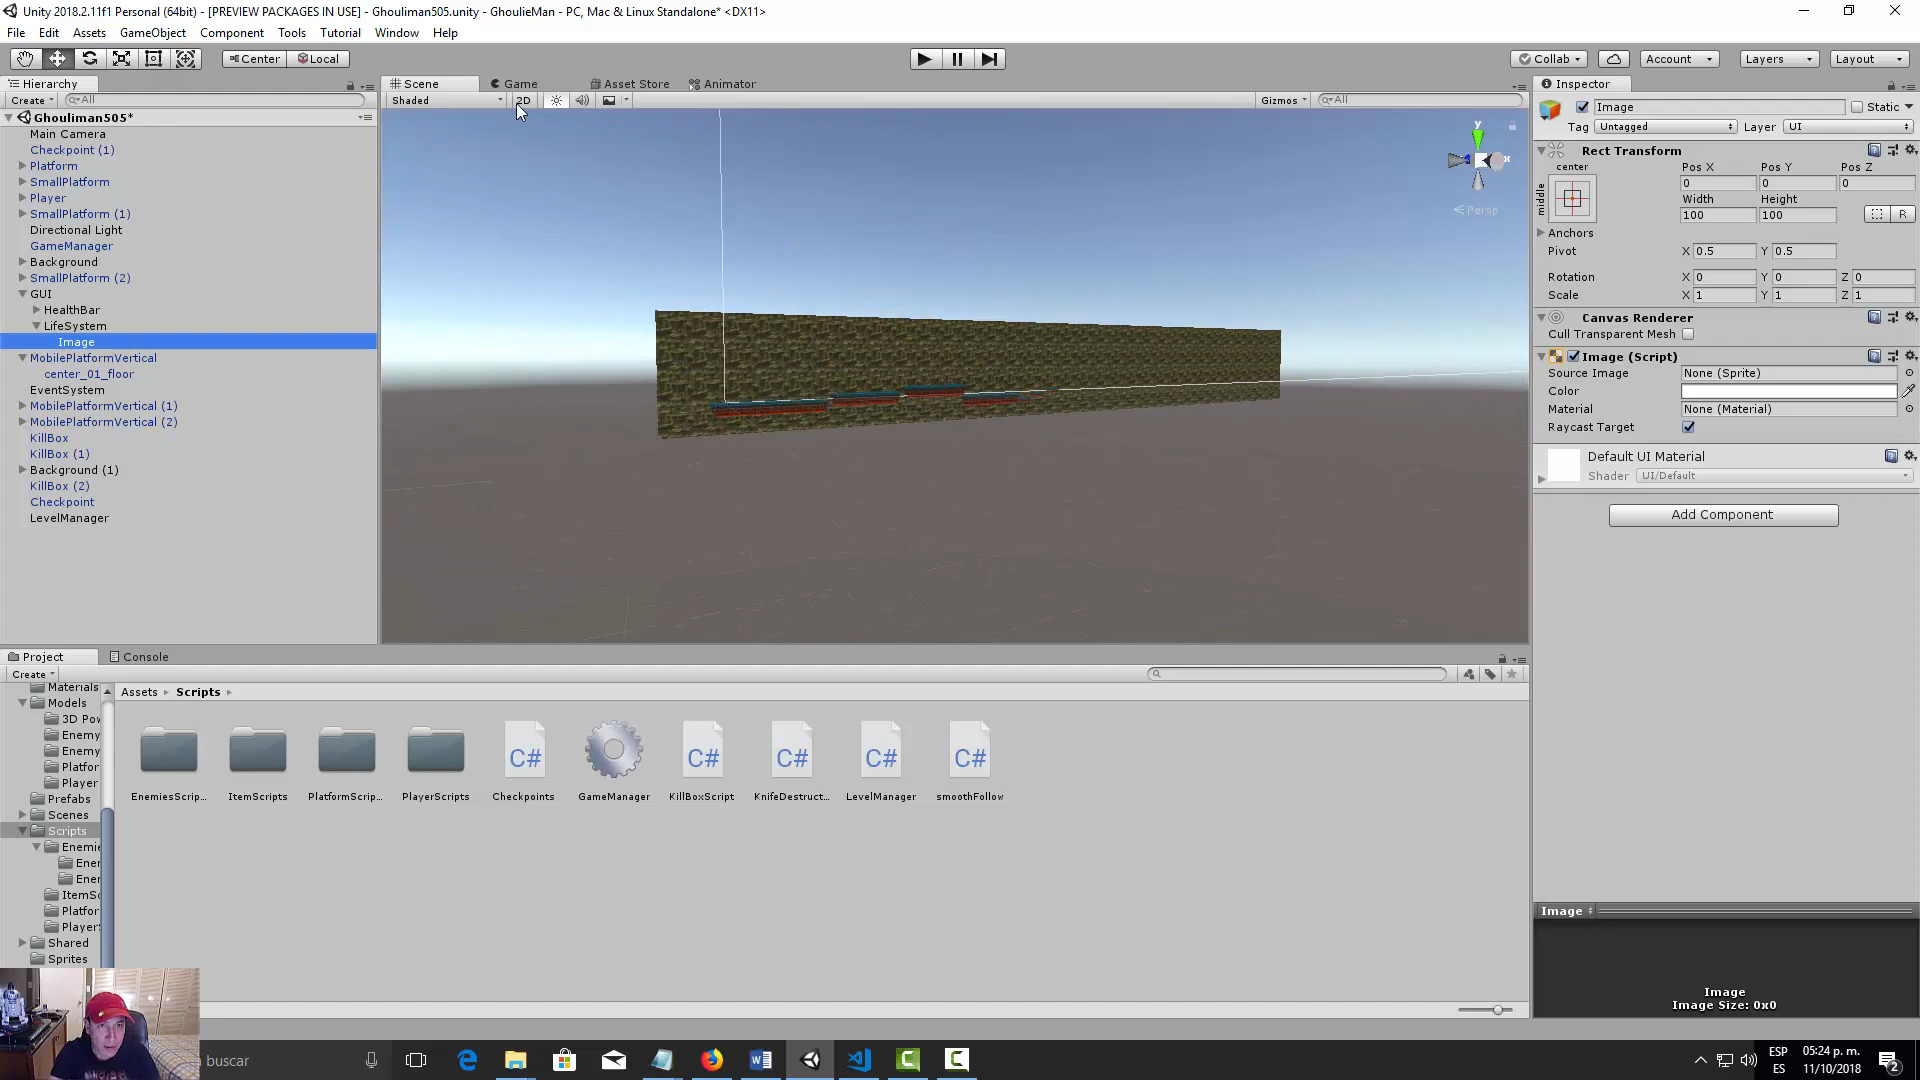 Unity 2018.2.11f1 Personal (64bit) - [PREVIEW PACKAGES IN USE] - Ghouliman505.unity - GhoulieMan - PC, Mac & Linux Standalone* <DX11>
File Edit Assets GameObject Component Tools Tutorial Window Help
Center Local Collab Account Layers Layout
Hierarchy
Create All
Ghouliman505*
Main Camera
Checkpoint (1)
Platform
SmallPlatform
Player
SmallPlatform (1)
Directional Light
GameManager
Background
SmallPlatform (2)
GUI
HealthBar
LifeSystem
Image
MobilePlatformVertical
center_01_floor
EventSystem
MobilePlatformVertical (1)
MobilePlatformVertical (2)
KillBox
KillBox (1)
Background (1)
KillBox (2)
Checkpoint
LevelManager
Scene Game Asset Store Animator
Shaded 2D Gizmos All
y
x
Persp
Inspector
Image Static
Tag Untagged Layer UI
Rect Transform
center Pos X Pos Y Pos Z
middle 0 0 0
Width Height
100 100 R
Anchors
Pivot X 0.5 Y 0.5
Rotation X 0 Y 0 Z 0
Scale X 1 Y 1 Z 1
Canvas Renderer
Cull Transparent Mesh
Image (Script)
Source Image None (Sprite)
Color
Material None (Material)
Raycast Target
Default UI Material
Shader UI/Default
Add Component
Image
Image
Image Size: 0x0
Project Console
Create
Materials
Models
3D Pow
Enemy
Enemy
Platfor
Player
Prefabs
Scenes
Scripts
Enemie
Ener
Ener
ItemSc
Platfor
Player:
Shared
Sprites
Assets Scripts
C# C# C# C# C#
EnemiesScrip... ItemScripts PlatformScrip... PlayerScripts Checkpoints GameManager KillBoxScript KnifeDestruct... LevelManager smoothFollow
buscar
ESP
ES
05:24 p. m.
11/10/2018
2